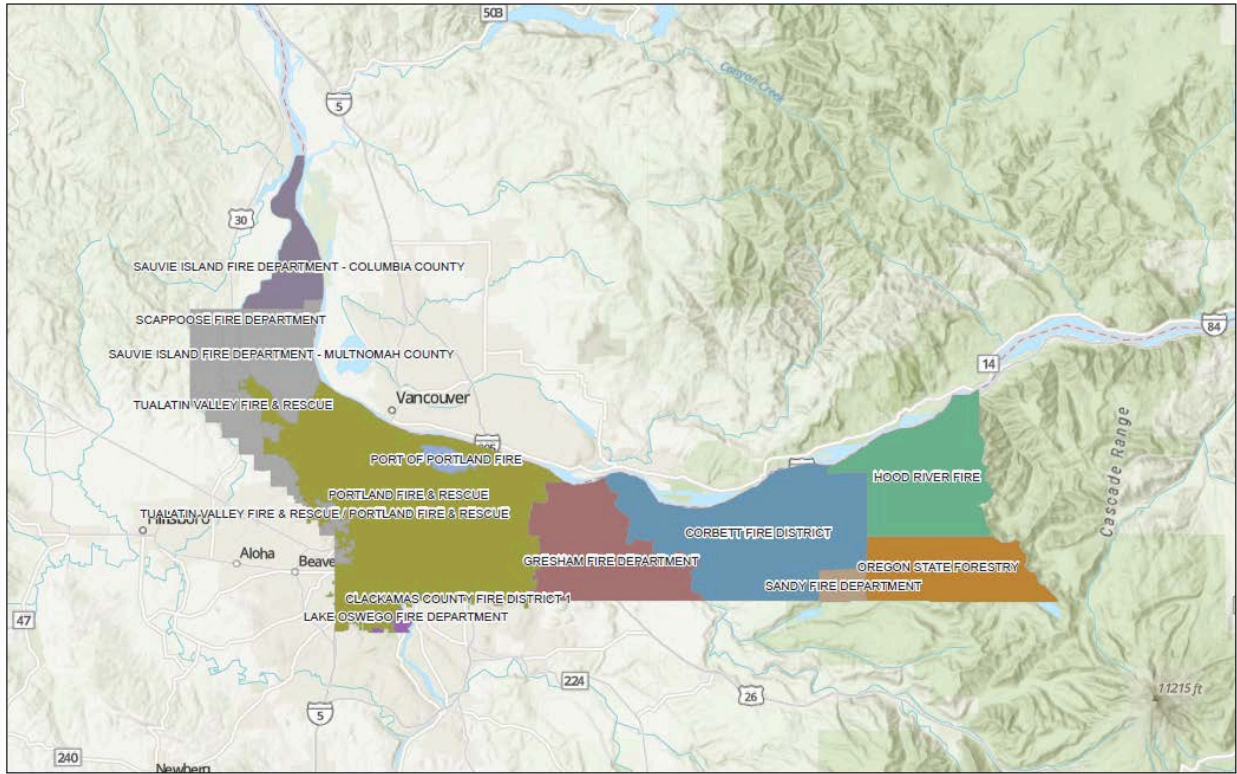 503
Canyon Creek
5
30
SAUVIE ISLAND FIRE DEPARTMENT - COLUMBIA COUNTY
SCAPPOOSE FIRE DEPARTMENT
84
SAUVIE ISLAND FIRE DEPARTMENT - MULTNOMAH COUNTY
14
Vancouver
TUALATIN VALLEY FIRE & RESCUE
Cascade Range
PORT OF PORTLAND FIRE
HOOD RIVER FIRE
PORTLAND FIRE & RESCUE
TUALATIN VALLEY FIRE & RESCUE / PORTLAND FIRE & RESCUE
CORBETT FIRE DISTRICT
Aloha
Beave
GRESHAM FIRE DEPARTMENT
OREGON STATE FORESTRY
SANDY FIRE DEPARTMENT
CLACKAMAS COUNTY FIRE DISTRICT 1
LAKE OSWEGO FIRE DEPARTMENT
47
224
26
11215 ft
5
240